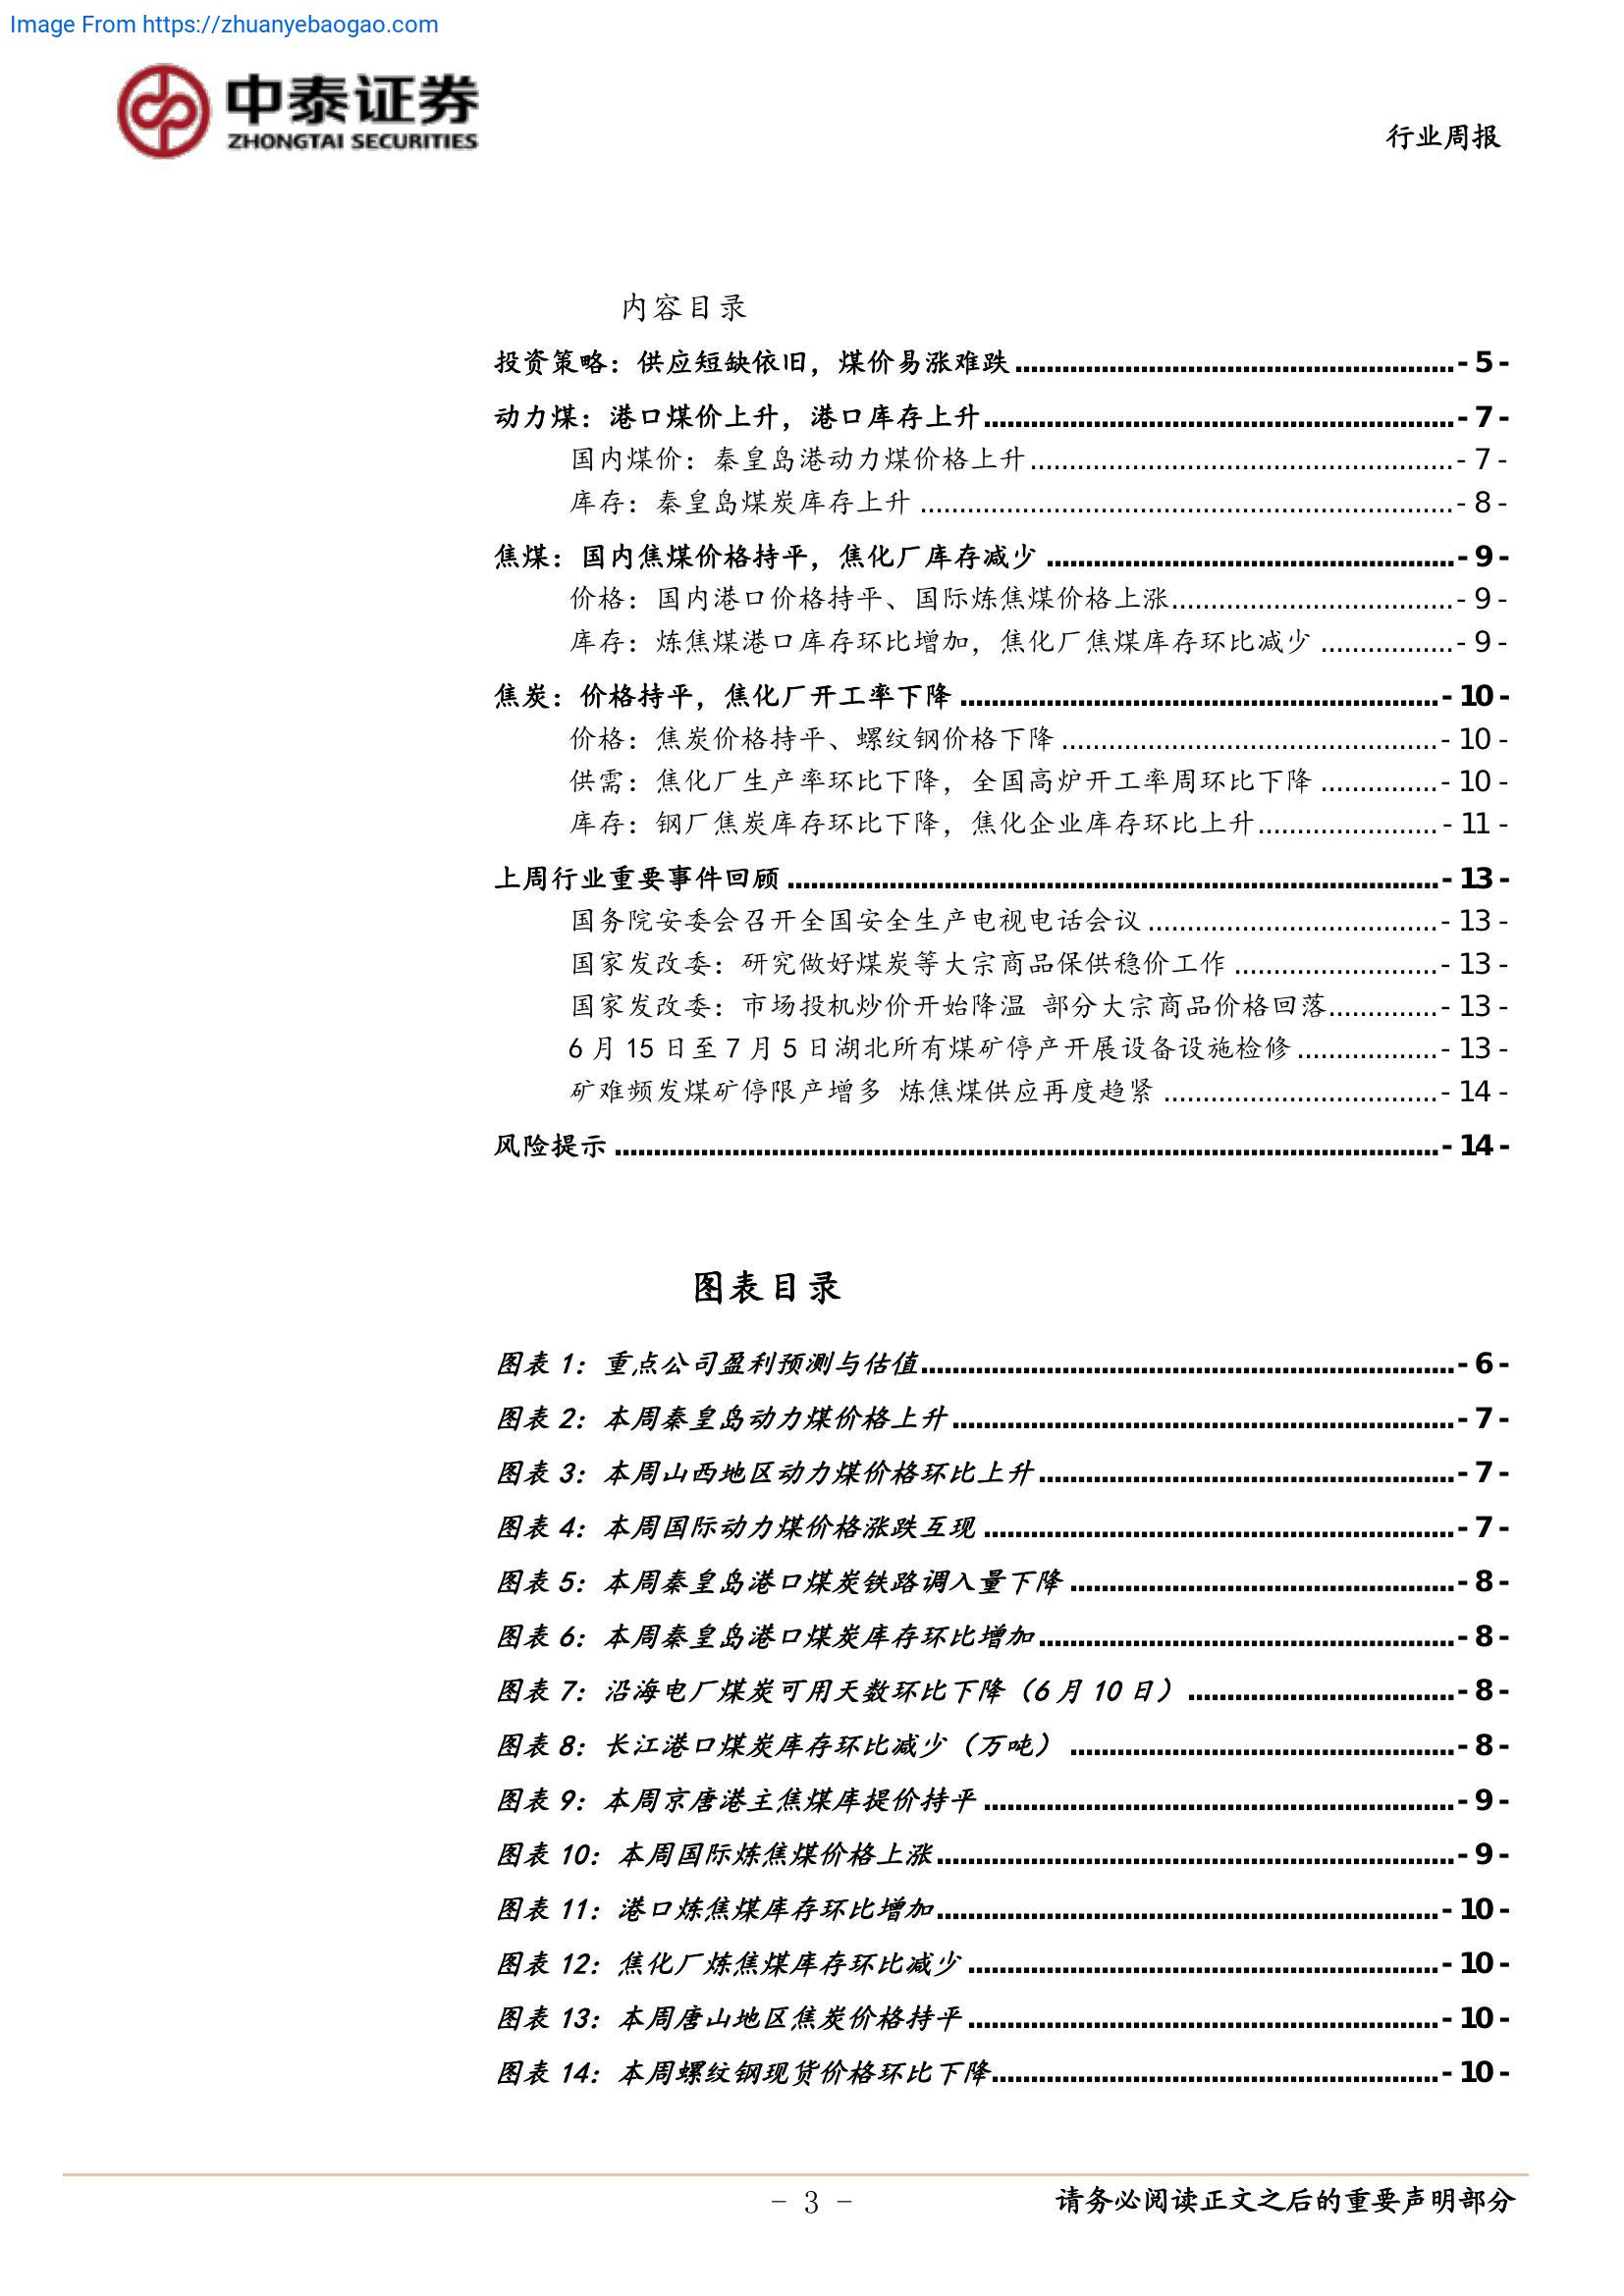 Image From https://zhuanyebaogao.com
中泰证券
ZHONGTAI SECURITIES
行业周报
内容目录
投资策略：供应短缺依旧，煤价易涨难跌 - 5 -
动力煤：港口煤价上升，港口库存上升 - 7 -
国内煤价：秦皇岛港动力煤价格上升 - 7 -
库存：秦皇岛煤炭库存上升 - 8 -
焦煤：国内焦煤价格持平，焦化厂库存减少 - 9 -
价格：国内港口价格持平、国际炼焦煤价格上涨 - 9 -
库存：炼焦煤港口库存环比增加，焦化厂焦煤库存环比减少 - 9 -
焦炭：价格持平，焦化厂开工率下降 - 10 -
价格：焦炭价格持平、螺纹钢价格下降 - 10 -
供需：焦化厂生产率环比下降，全国高炉开工率周环比下降 - 10 -
库存：钢厂焦炭库存环比下降，焦化企业库存环比上升 - 11 -
上周行业重要事件回顾 - 13 -
国务院安委会召开全国安全生产电视电话会议 - 13 -
国家发改委：研究做好煤炭等大宗商品保供稳价工作 - 13 -
国家发改委：市场投机炒价开始降温 部分大宗商品价格回落 - 13 -
6 月 15 日至 7 月 5 日湖北所有煤矿停产开展设备设施检修 - 13 -
矿难频发煤矿停限产增多 炼焦煤供应再度趋紧 - 14 -
风险提示 - 14 -
图表目录
图表 1：重点公司盈利预测与估值 - 6 -
图表 2：本周秦皇岛动力煤价格上升 - 7 -
图表 3：本周山西地区动力煤价格环比上升 - 7 -
图表 4：本周国际动力煤价格涨跌互现 - 7 -
图表 5：本周秦皇岛港口煤炭铁路调入量下降 - 8 -
图表 6：本周秦皇岛港口煤炭库存环比增加 - 8 -
图表 7：沿海电厂煤炭可用天数环比下降（6 月 10 日） - 8 -
图表 8：长江港口煤炭库存环比减少（万吨） - 8 -
图表 9：本周京唐港主焦煤库提价持平 - 9 -
图表 10：本周国际炼焦煤价格上涨 - 9 -
图表 11：港口炼焦煤库存环比增加 - 10 -
图表 12：焦化厂炼焦煤库存环比减少 - 10 -
图表 13：本周唐山地区焦炭价格持平 - 10 -
图表 14：本周螺纹钢现货价格环比下降 - 10 -
- 3 -
请务必阅读正文之后的重要声明部分